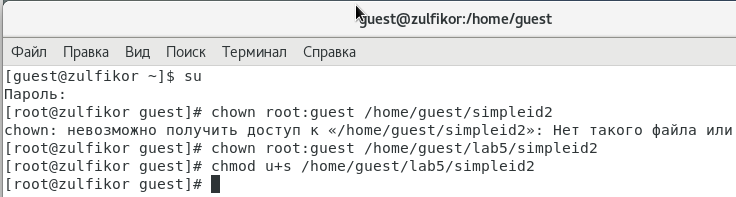 guest@zulfikor:/home/guest
Файл Правка Вид Поиск Терминал Справка
[guest@zulfikor ~]$ su
Пароль:
[root@zulfikor guest]# chown root:guest /home/guest/simpleid2
chown: невозможно получить доступ к «/home/guest/simpleid2»: Нет такого файла или
[root@zulfikor guest]# chown root:guest /home/guest/lab5/simpleid2
[root@zulfikor guest]# chmod u+s /home/guest/lab5/simpleid2
[root@zulfikor guest]#